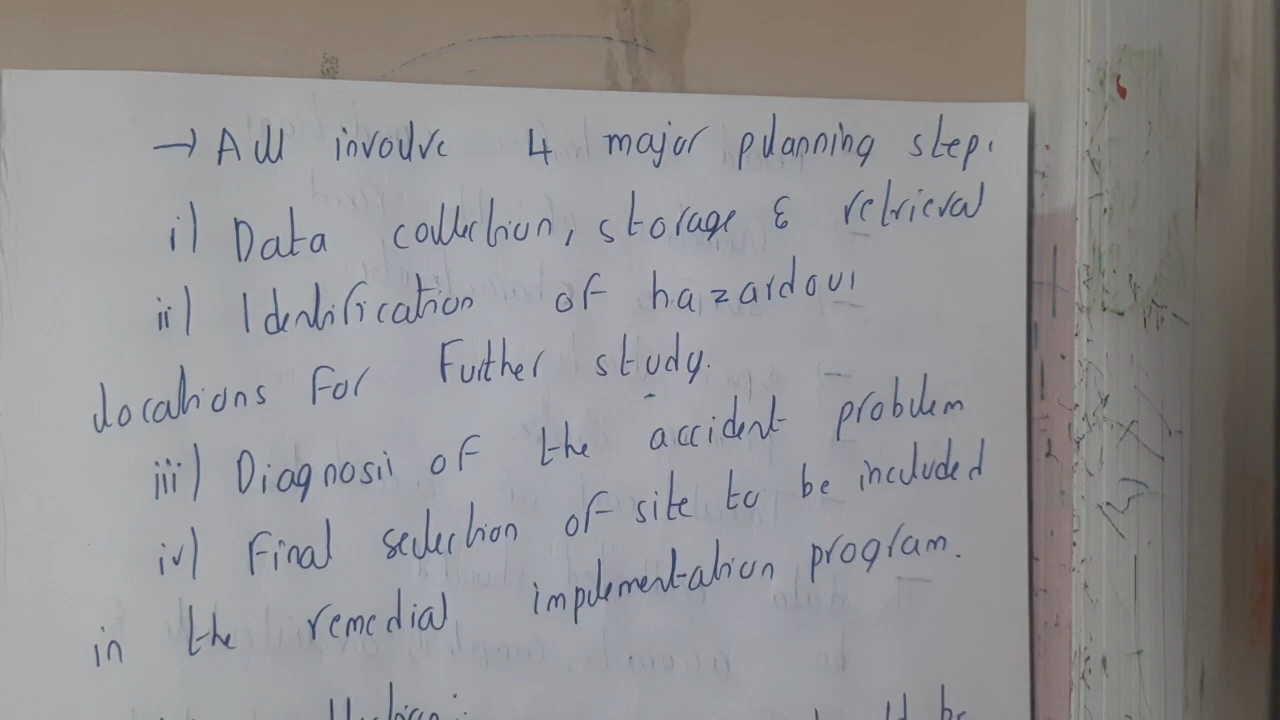 → All involve 4 major planning step.
i) Data collection, storage & retrieval
ii) Identification of hazardous
locations for further study.
iii) Diagnosis of the accident problem
iv) Final selection of site to be included
in the remedial implementation program.
be